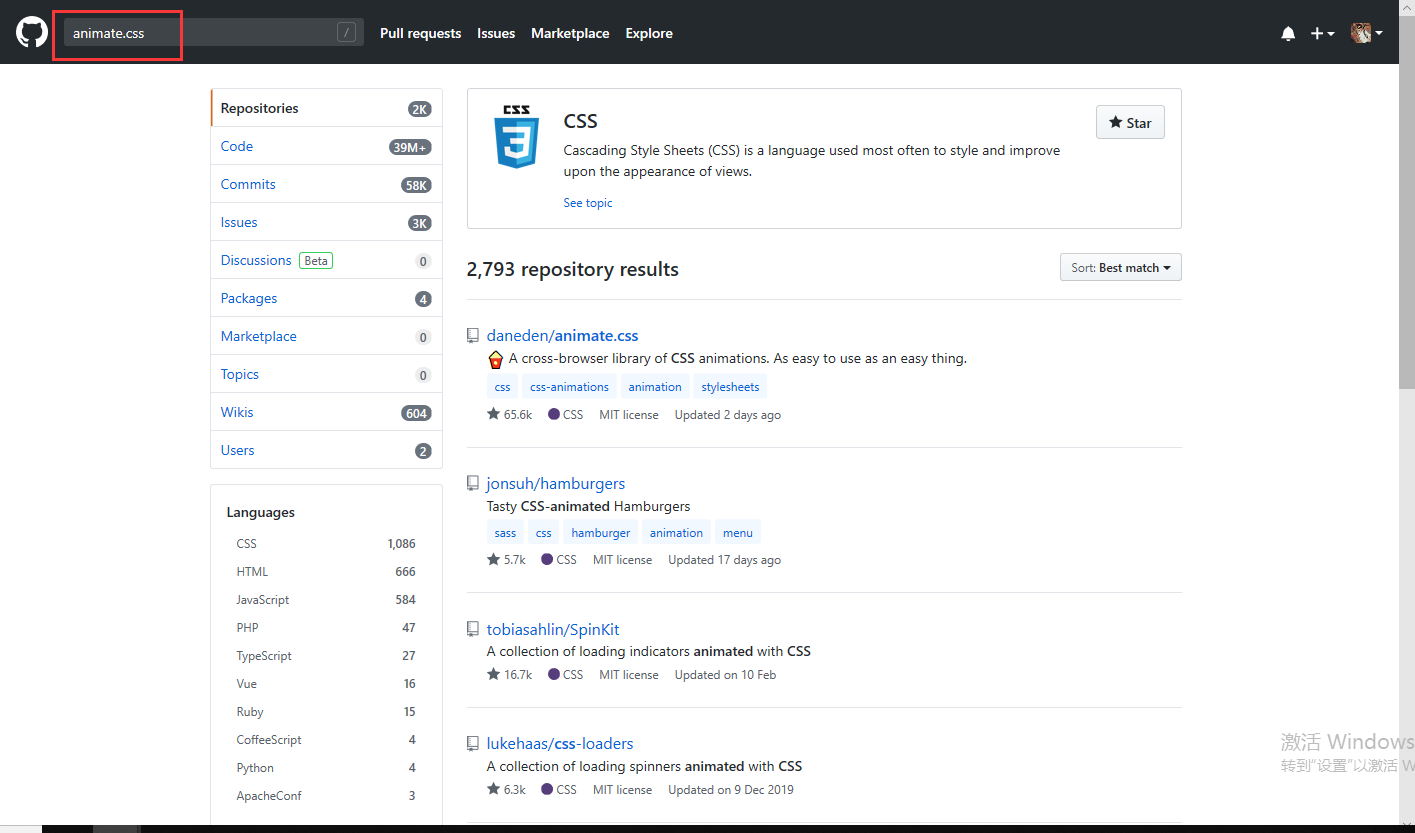 animate.css / Pull requests Issues Marketplace Explore
Repositories 2K
Code 39M+
Commits 58K
Issues 3K
Discussions Beta 0
Packages 4
Marketplace 0
Topics 0
Wikis 604
Users 2
Languages
CSS 1,086
HTML 666
JavaScript 584
PHP 47
TypeScript 27
Vue 16
Ruby 15
CoffeeScript 4
Python 4
ApacheConf 3
CSS
3
CSS
Star
Cascading Style Sheets (CSS) is a language used most often to style and improve
upon the appearance of views.
See topic
2,793 repository results
Sort: Best match
daneden/animate.css
A cross-browser library of CSS animations. As easy to use as an easy thing.
css css-animations animation stylesheets
65.6k CSS MIT license Updated 2 days ago
jonsuh/hamburgers
Tasty CSS-animated Hamburgers
sass css hamburger animation menu
5.7k CSS MIT license Updated 17 days ago
tobiasahlin/SpinKit
A collection of loading indicators animated with CSS
16.7k CSS MIT license Updated on 10 Feb
lukehaas/css-loaders
A collection of loading spinners animated with CSS
6.3k CSS MIT license Updated on 9 Dec 2019
激活 Windows
转到"设置"以激活 W